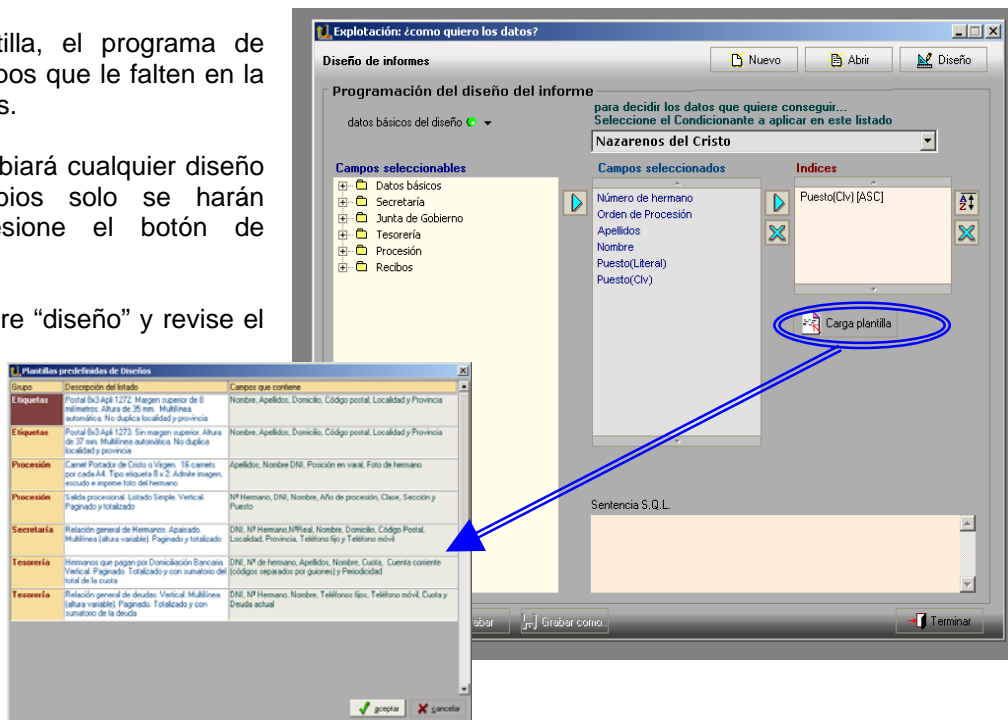 tilla, el programa de
pos que le falten en la
s.
biará cualquier diseño
bios solo se harán
esione el botón de
re “diseño” y revise el
Explotación: ¿como quiero los datos?
Diseño de informes
Nuevo
Abrir
Diseño
Programación del diseño del informe
datos básicos del diseño
para decidir los datos que quiere conseguir...
Seleccione el Condicionante a aplicar en este listado
Nazarenos del Cristo
Campos seleccionables
Datos básicos
Secretaría
Junta de Gobierno
Tesorería
Procesión
Recibos
Campos seleccionados
Número de hermano
Orden de Procesión
Apellidos
Nombre
Puesto(Literal)
Puesto(Clv)
Indices
Puesto(Clv) [ASC]
Carga plantilla
Sentencia S.Q.L.
abar
Grabar como..
Terminar
Plantillas predefinidas de Diseños
Grupo Descripción del listado Campos que contiene
Etiquetas
Postal 8x3 Apli 1272. Margen superior de 8
milímetros. Altura de 35 mm. Multilínea
automática. No duplica localidad y provincia
Nombre, Apellidos, Domicilio, Código postal, Localidad y Provincia
Etiquetas
Postal 8x3 Apli 1273. Sin margen superior. Altura
de 37 mm. Multilínea automática. No duplica
localidad y provincia
Nombre, Apellidos, Domicilio, Código postal, Localidad y Provincia
Procesión
Carnet Portador de Cristo o Virgen. 16 carnets
por cada A4. Tipo etiqueta 8 x 2. Admite imagen,
escudo e imprime foto del hermano
Apellidos, Nombre DNI, Posición en varal, Foto de hermano
Procesión
Salida procesional. Listado Simple. Vertical.
Paginado y totalizado
Nº Hermano, DNI, Nombre, Año de procesión, Clase, Sección y
Puesto
Secretaría
Relación general de Hermanos. Apaisado.
Multilínea (altura variable). Paginado y totalizado
DNI, Nº Hermano,NºReal, Nombre, Domicilio, Código Postal,
Localidad, Provincia, Teléfono fijo y Teléfono móvil
Tesorería
Hermanos que pagan por Domiciliación Bancaria.
Vertical. Paginado. Totalizado y con sumatorio del
total de la cuota
DNI, Nº de hermano, Apellidos, Nombre, Cuota, Cuenta corriente
(códigos separados por guiones) y Periodicidad
Tesorería
Relación general de deudas. Vertical. Multilínea
(altura variable). Paginado. Totalizado y con
sumatorio de la deuda
DNI, Nº Hermano, Nombre, Teléfonos fijos, Teléfono móvil, Cuota y
Deuda actual
aceptar
cancelar